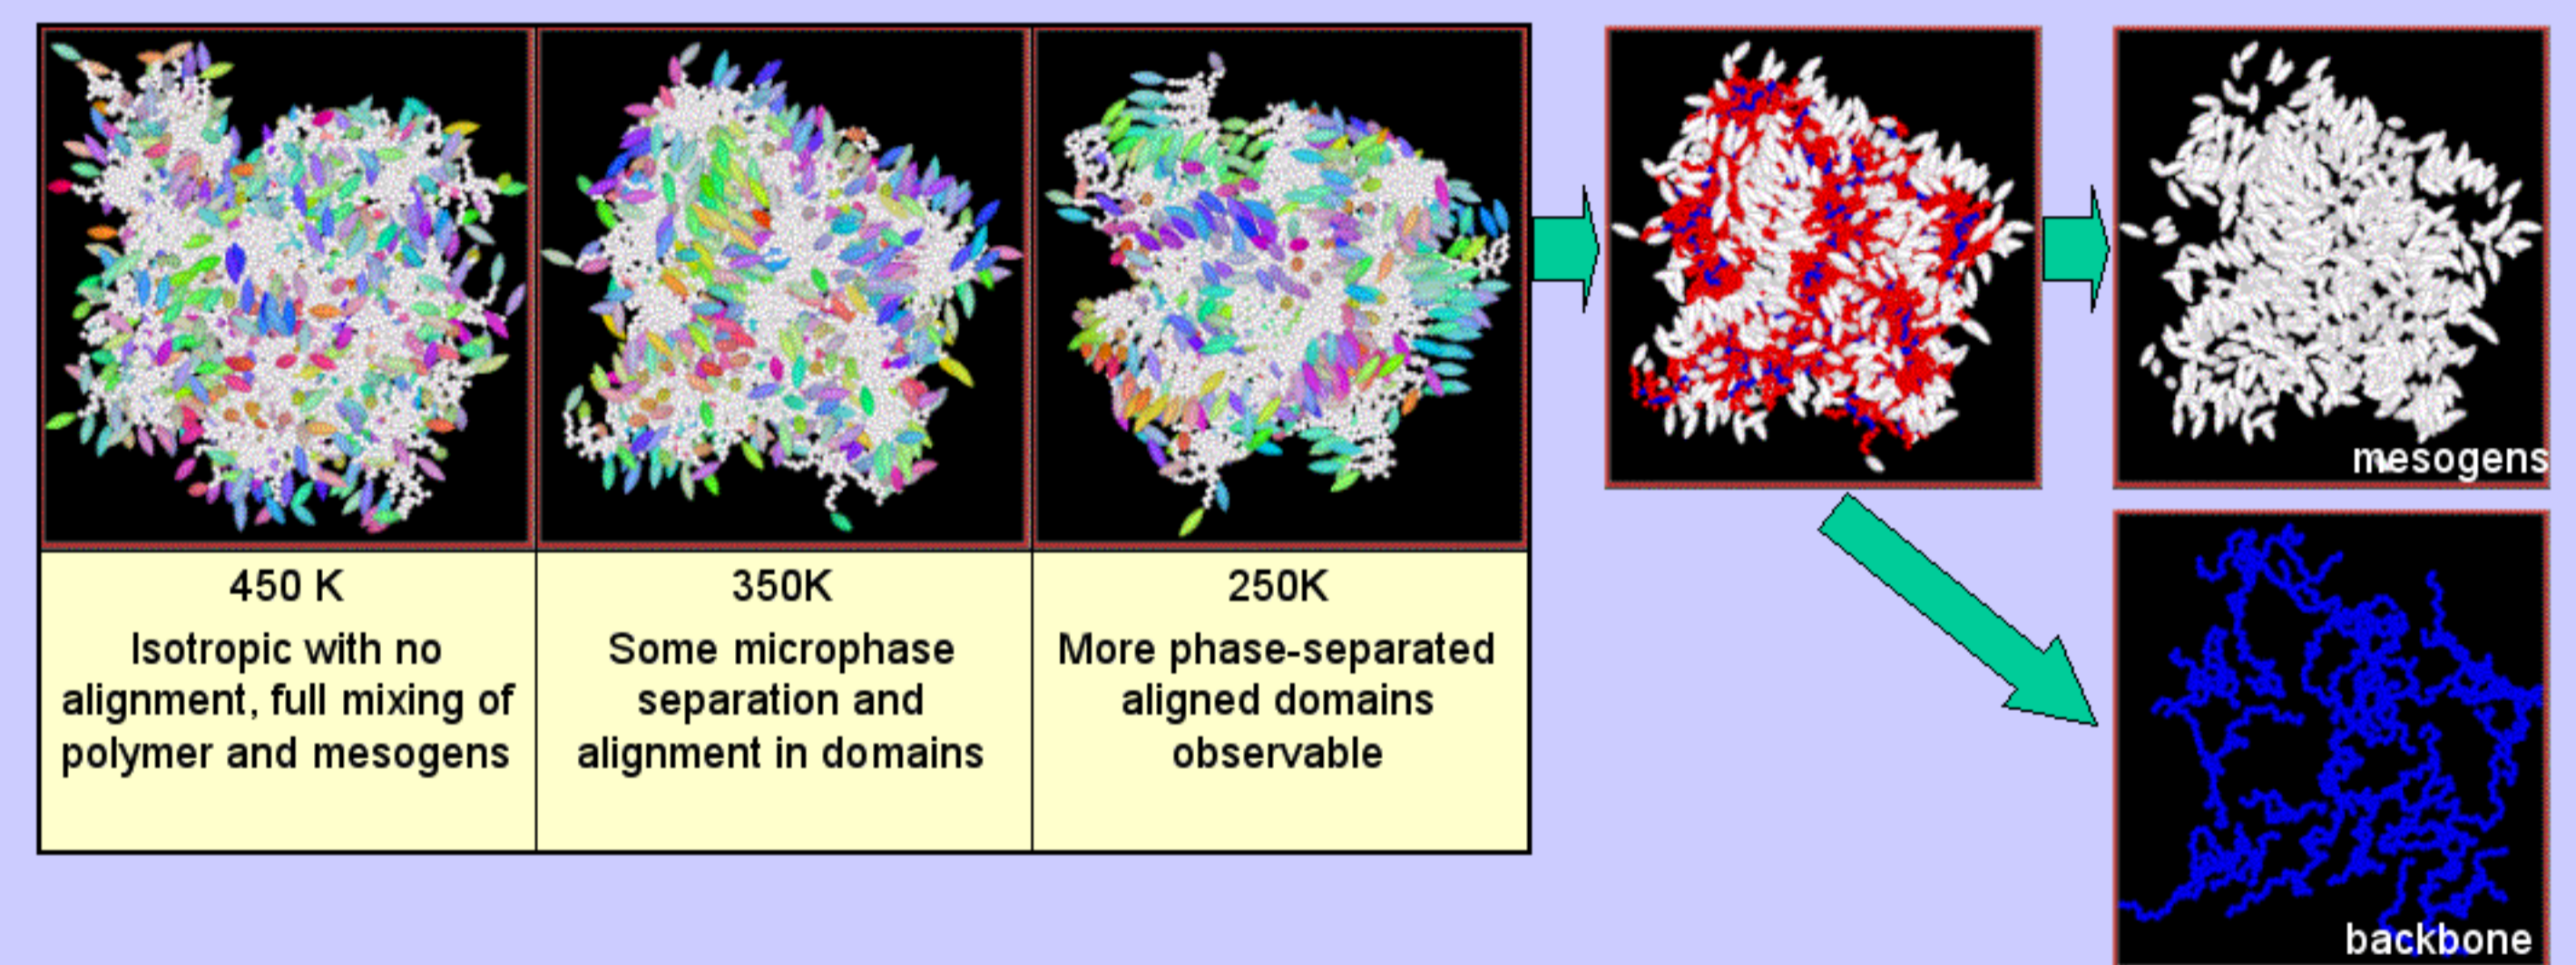 450 K
Isotropic with no
alignment, full mixing of
polymer and mesogens
350K
Some microphase
separation and
alignment in domains
250K
More phase-separated
aligned domains
observable
mesogens
backbone